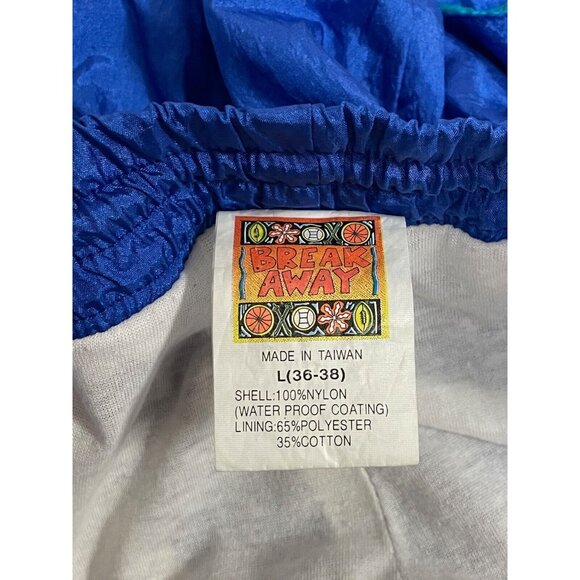 BREAK
AWAY
MADE IN TAIWAN
L(36-38)
SHELL:100%NYLON
(WATER PROOF COATING)
LINING:65%POLYESTER
35%COTTON